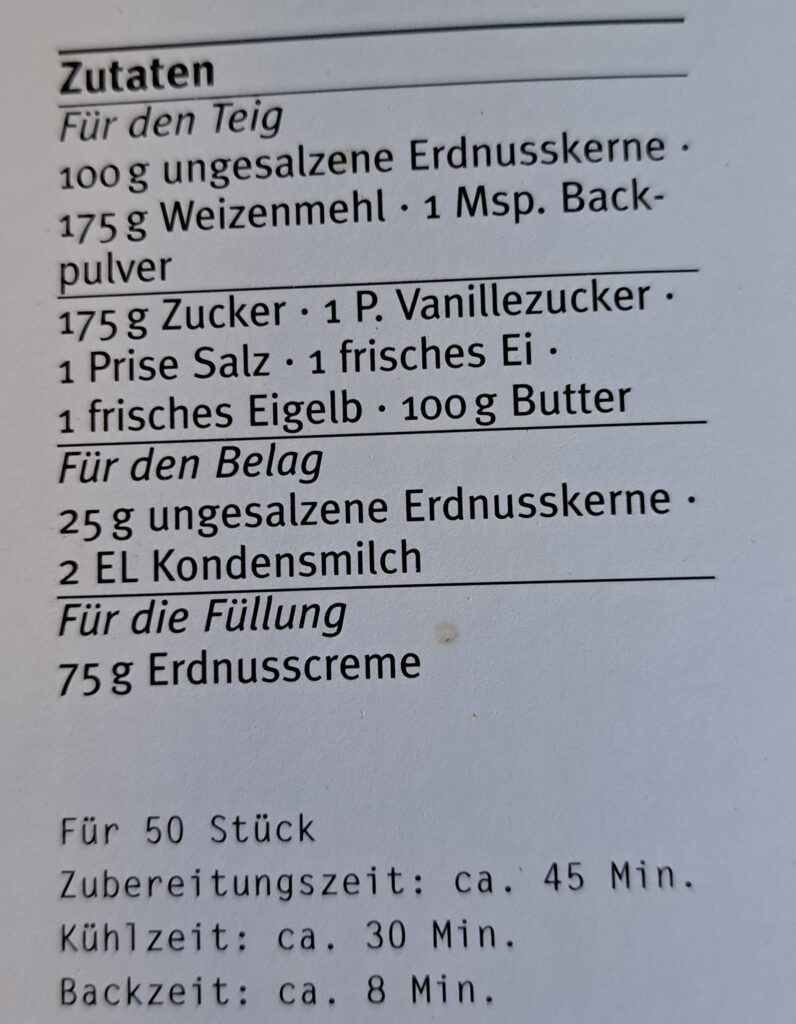 Zutaten
Für den Teig
100 g ungesalzene Erdnusskerne ·
175 g Weizenmehl · 1 Msp. Back-
pulver
175 g Zucker · 1 P. Vanillezucker ·
1 Prise Salz · 1 frisches Ei ·
1 frisches Eigelb · 100 g Butter
Für den Belag
25 g ungesalzene Erdnusskerne ·
2 EL Kondensmilch
Für die Füllung
75 g Erdnusscreme
Für 50 Stück
Zubereitungszeit: ca. 45 Min.
Kühlzeit: ca. 30 Min.
Backzeit: ca. 8 Min.